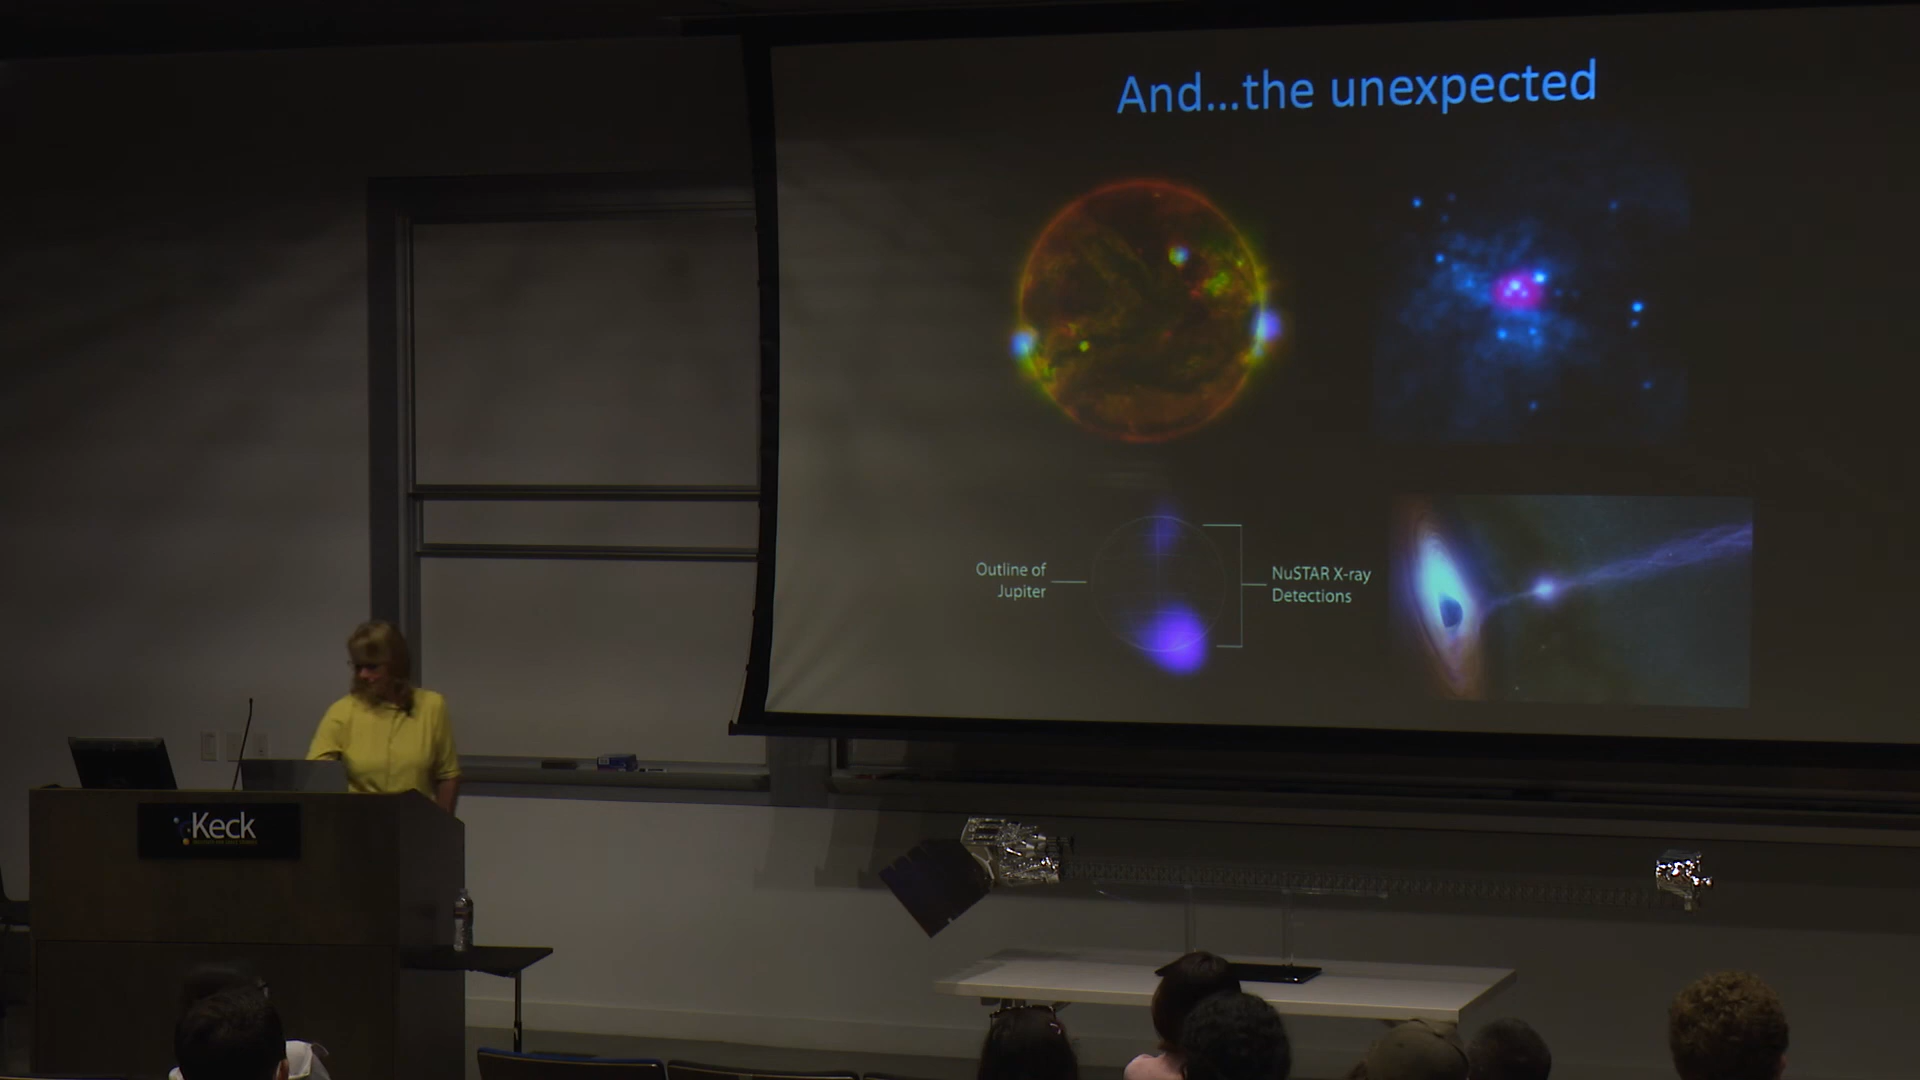 And...the unexpected
Outline of
Jupiter
NuSTAR X-ray
Detections
Keck